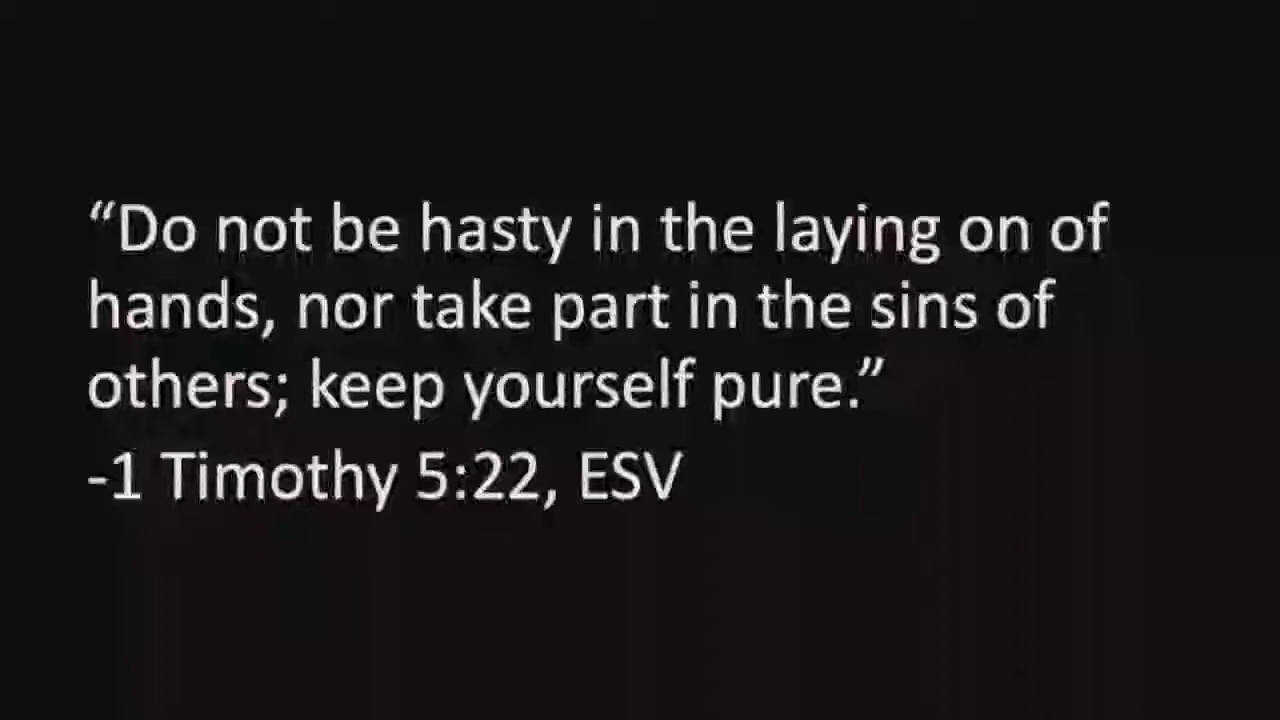 “Do not be hasty in the laying on of
hands, nor take part in the sins of
others; keep yourself pure.”
-1 Timothy 5:22, ESV